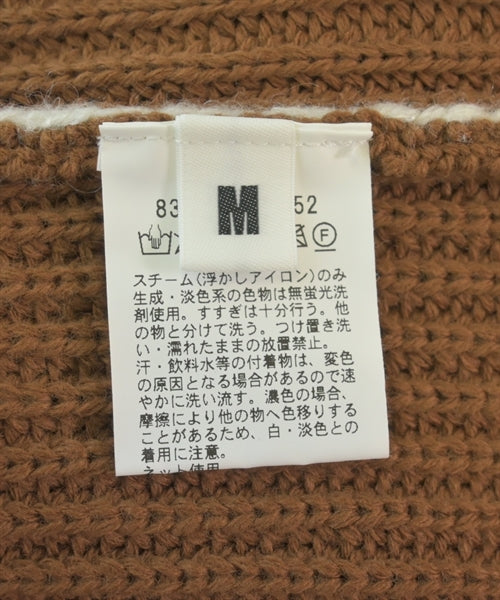 M
83 52
F
スチーム(浮かしアイロン)のみ
生成・淡色系の色物は無蛍光洗
剤使用。すすぎは十分行う。他
の物と分けて洗う。つけ置き洗
い・濡れたままの放置禁止。
汗・飲料水等の付着物は、変色
の原因となる場合があるので速
やかに洗い流す。濃色の場合、
摩擦により他の物へ色移りする
ことがあるため、白・淡色との
着用に注意。
ネット使用